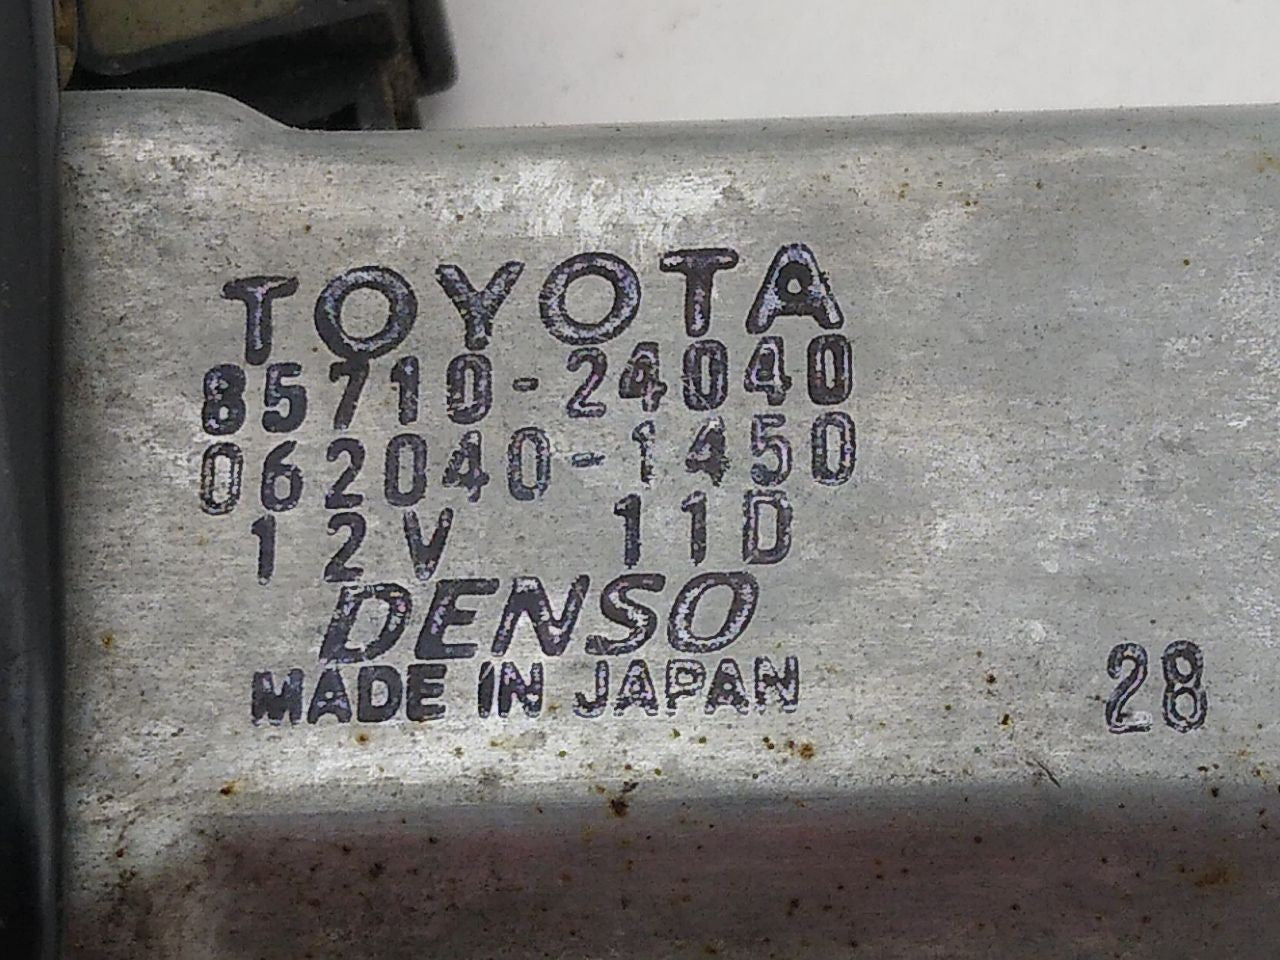 TOYOTA
85710-24040
062040-1450
12V 11D
DENSO
MADE IN JAPAN
28